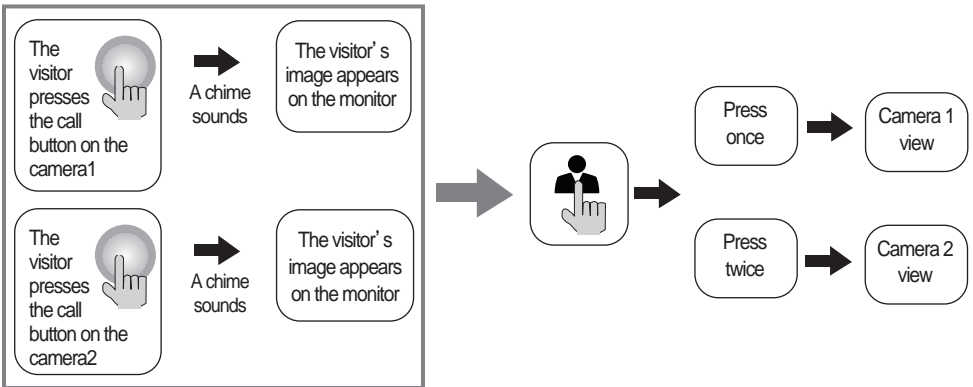 The
visitor
presses
the call
button on the
camera1
A chime
sounds
The visitor’s
image appears
on the monitor
The
visitor
presses
the call
button on the
camera2
A chime
sounds
The visitor’s
image appears
on the monitor
Press
once
Camera 1
view
Press
twice
Camera 2
view